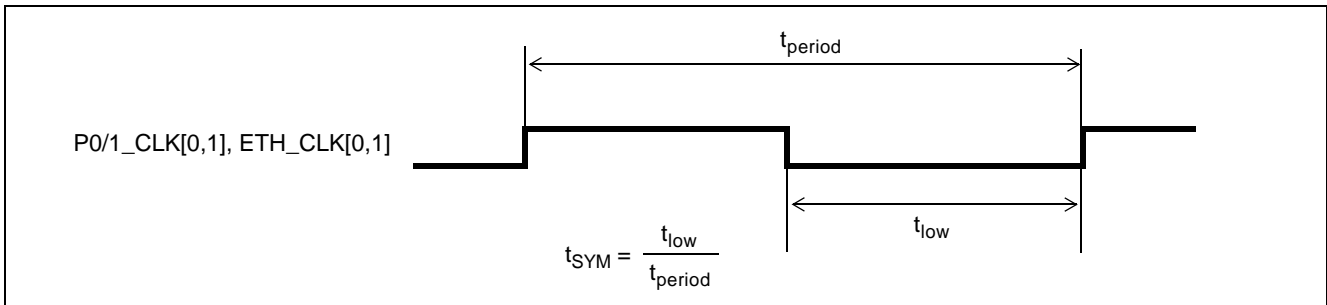 t_period
P0/1_CLK[0,1], ETH_CLK[0,1]
t_low
t_SYM = t_low / t_period